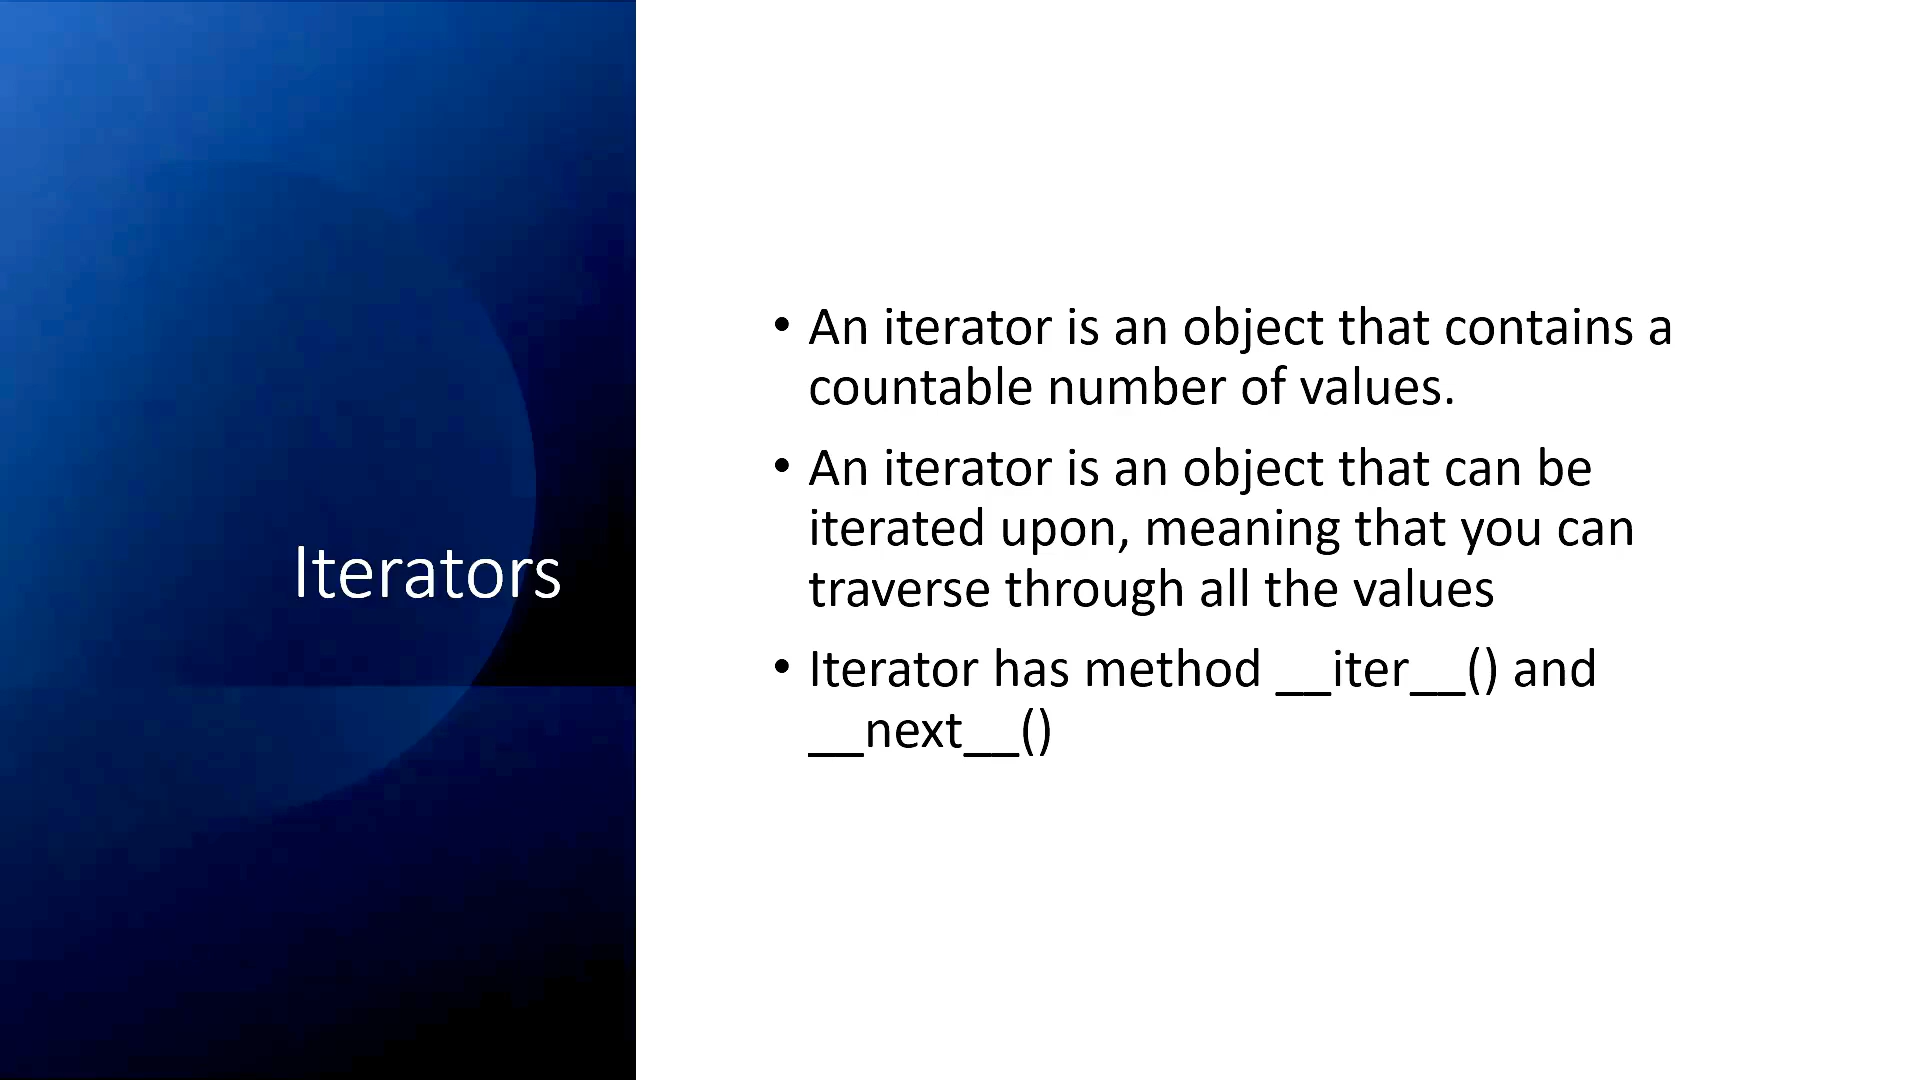 Iterators
• An iterator is an object that contains a
countable number of values.
• An iterator is an object that can be
iterated upon, meaning that you can
traverse through all the values
• Iterator has method __iter__() and
__next__()